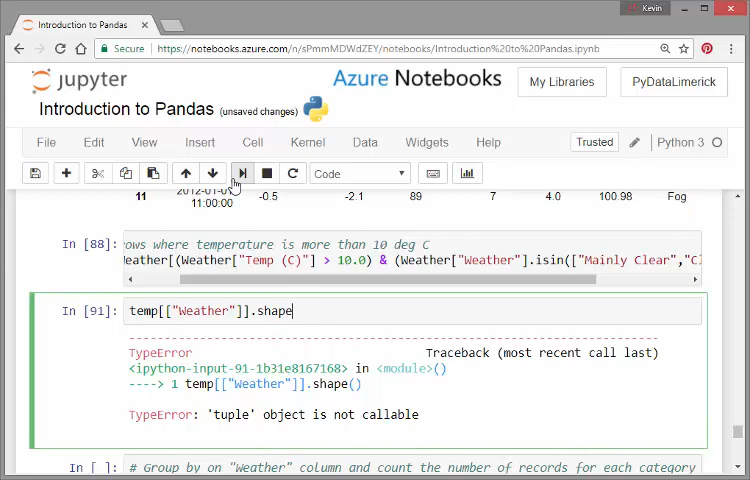 Kevin
Introduction to Pandas
Secure https://notebooks.azure.com/n/sPmmMDWdZEY/notebooks/Introduction%20to%20Pandas.ipynb
jupyter Azure Notebooks My Libraries PyDataLimerick
Introduction to Pandas (unsaved changes)
File Edit View Insert Cell Kernel Data Widgets Help Trusted Python 3
Code
11 2012-01-01 11:00:00 -0.5 -2.1 89 7 4.0 100.98 Fog
In [88]: rows where temperature is more than 10 deg C
Weather[(Weather["Temp (C)"] > 10.0) & (Weather["Weather"].isin(["Mainly Clear","Cl
In [91]: temp[["Weather"]].shape
TypeError Traceback (most recent call last)
<ipython-input-91-1b31e8167168> in <module>()
----> 1 temp[["Weather"]].shape()
TypeError: 'tuple' object is not callable
In [ ]: # Group by on "Weather" column and count the number of records for each category